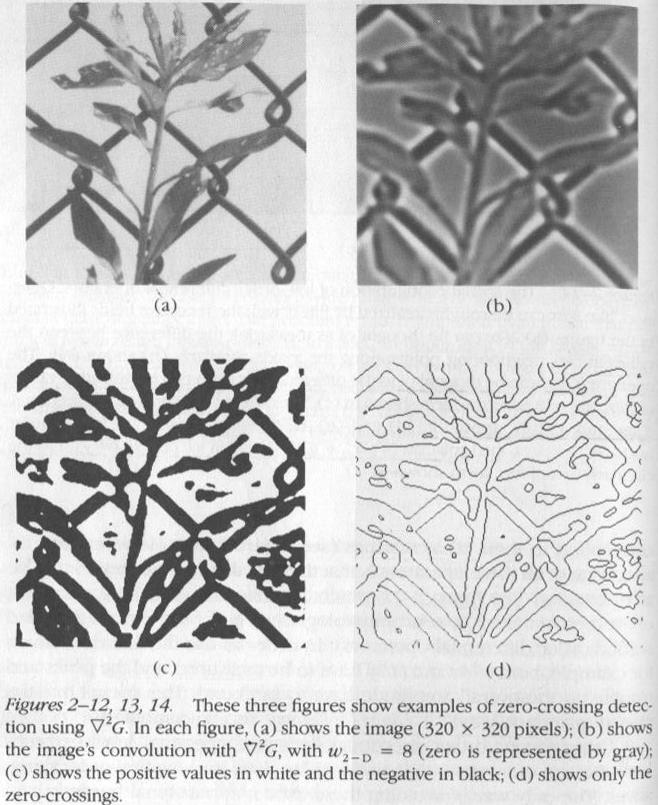 (a)
(b)
(c)
(d)
Figures 2–12, 13, 14. These three figures show examples of zero-crossing detec-
tion using ∇²G. In each figure, (a) shows the image (320 × 320 pixels); (b) shows
the image's convolution with ∇²G, with w₂₋D = 8 (zero is represented by gray);
(c) shows the positive values in white and the negative in black; (d) shows only the
zero-crossings.